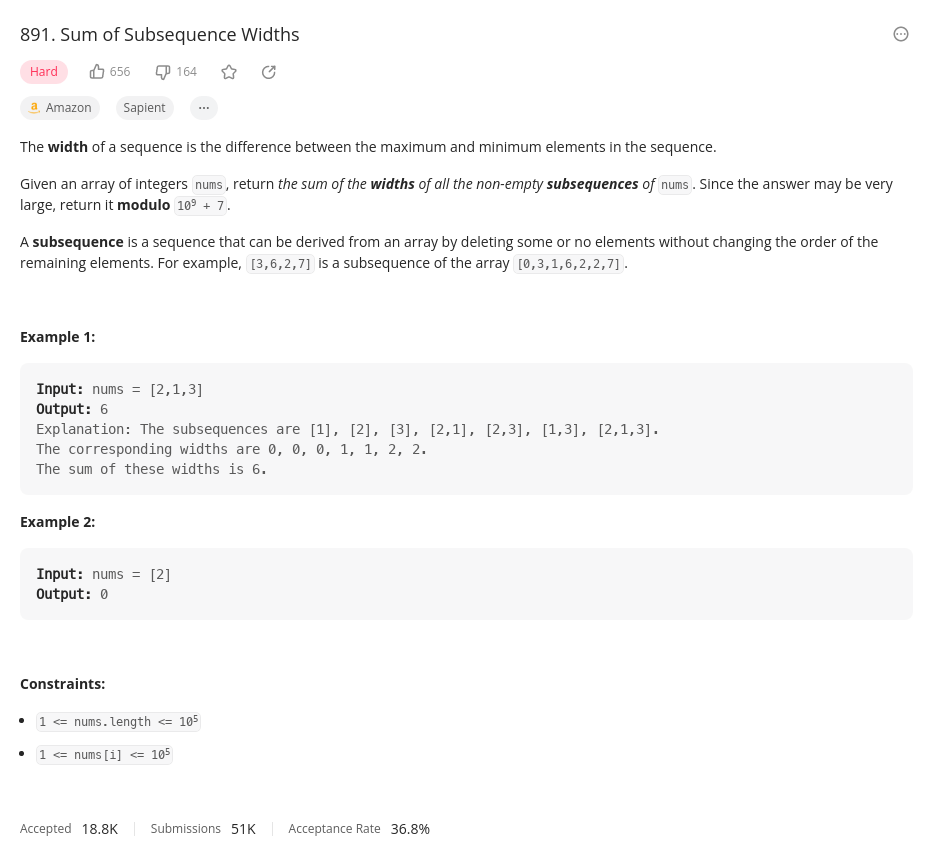 891. Sum of Subsequence Widths
Hard 656 164
Amazon Sapient ...
The width of a sequence is the difference between the maximum and minimum elements in the sequence.
Given an array of integers nums, return the sum of the widths of all the non-empty subsequences of nums. Since the answer may be very
large, return it modulo 10⁹ + 7.
A subsequence is a sequence that can be derived from an array by deleting some or no elements without changing the order of the
remaining elements. For example, [3,6,2,7] is a subsequence of the array [0,3,1,6,2,2,7].
Example 1:
Input: nums = [2,1,3]
Output: 6
Explanation: The subsequences are [1], [2], [3], [2,1], [2,3], [1,3], [2,1,3].
The corresponding widths are 0, 0, 0, 1, 1, 2, 2.
The sum of these widths is 6.
Example 2:
Input: nums = [2]
Output: 0
Constraints:
1 <= nums.length <= 10⁵
1 <= nums[i] <= 10⁵
Accepted 18.8K Submissions 51K Acceptance Rate 36.8%